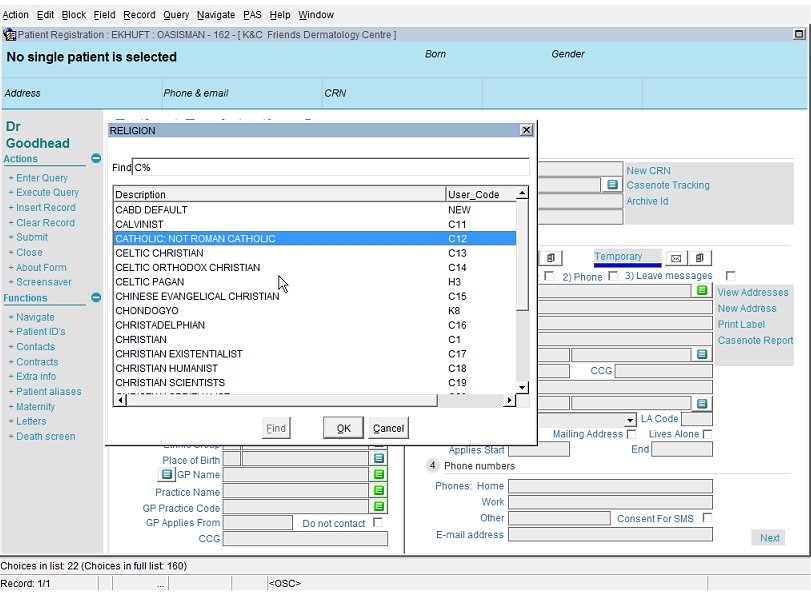 Action Edit Block Field Record Query Navigate PAS Help Window
Patient Registration : EKHUFT : OASISMAN - 162 - [ K&C Friends Dermatology Centre ]
No single patient is selected
Born
Gender
Address
Phone & email
CRN
Dr
Goodhead
Actions
+ Enter Query
+ Execute Query
+ Insert Record
+ Clear Record
+ Submit
+ Close
+ About Form
+ Screensaver
Functions
+ Navigate
+ Patient ID's
+ Contacts
+ Contracts
+ Extra info
+ Patient aliases
+ Maternity
+ Letters
+ Death screen
RELIGION
Find C%
Description User_Code
CABD DEFAULT NEW
CALVINIST C11
CATHOLIC: NOT ROMAN CATHOLIC C12
CELTIC CHRISTIAN C13
CELTIC ORTHODOX CHRISTIAN C14
CELTIC PAGAN H3
CHINESE EVANGELICAL CHRISTIAN C15
CHONDOGYO K8
CHRISTADELPHIAN C16
CHRISTIAN C1
CHRISTIAN EXISTENTIALIST C17
CHRISTIAN HUMANIST C18
CHRISTIAN SCIENTISTS C19
Find OK Cancel
New CRN
Casenote Tracking
Archive Id
Temporary
2) Phone 3) Leave messages
View Addresses
New Address
Print Label
Casenote Report
CCG
LA Code
Mailing Address Lives Alone
Applies Start End
Place of Birth
GP Name
Practice Name
GP Practice Code
GP Applies From Do not contact
CCG
4 Phone numbers
Phones: Home
Work
Other Consent For SMS
E-mail address
Next
Choices in list: 22 (Choices in full list: 160)
Record: 1/1 ... <OSC>